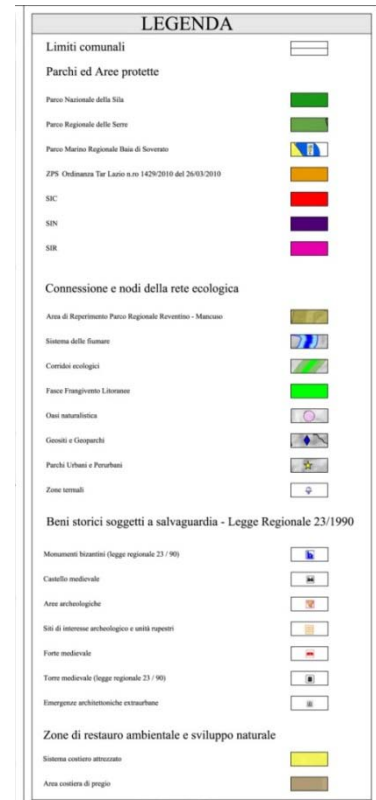 LEGENDA
Limiti comunali
Parchi ed Aree protette
Parco Nazionale della Sila
Parco Regionale delle Serre
Parco Marino Regionale Baia di Soverato
ZPS Ordinanza Tar Lazio n.ro 1429/2010 del 26/03/2010
SIC
SIN
SIR
Connessione e nodi della rete ecologica
Area di Reperimento Parco Regionale Reventino - Mancuso
Sistema delle fiumare
Corridoi ecologici
Fasce Frangivento Litoranee
Oasi naturalistica
Geositi e Geoparchi
Parchi Urbani e Perurbani
Zone termali
Beni storici soggetti a salvaguardia - Legge Regionale 23/1990
Monumenti bizantini (legge regionale 23 / 90)
Castello medievale
Aree archeologiche
Siti di interesse archeologico e unità rupestri
Forte medievale
Torre medievale (legge regionale 23 / 90)
Emergenze architettoniche extraurbane
Zone di restauro ambientale e sviluppo naturale
Sistema costiero attrezzato
Area costiera di pregio